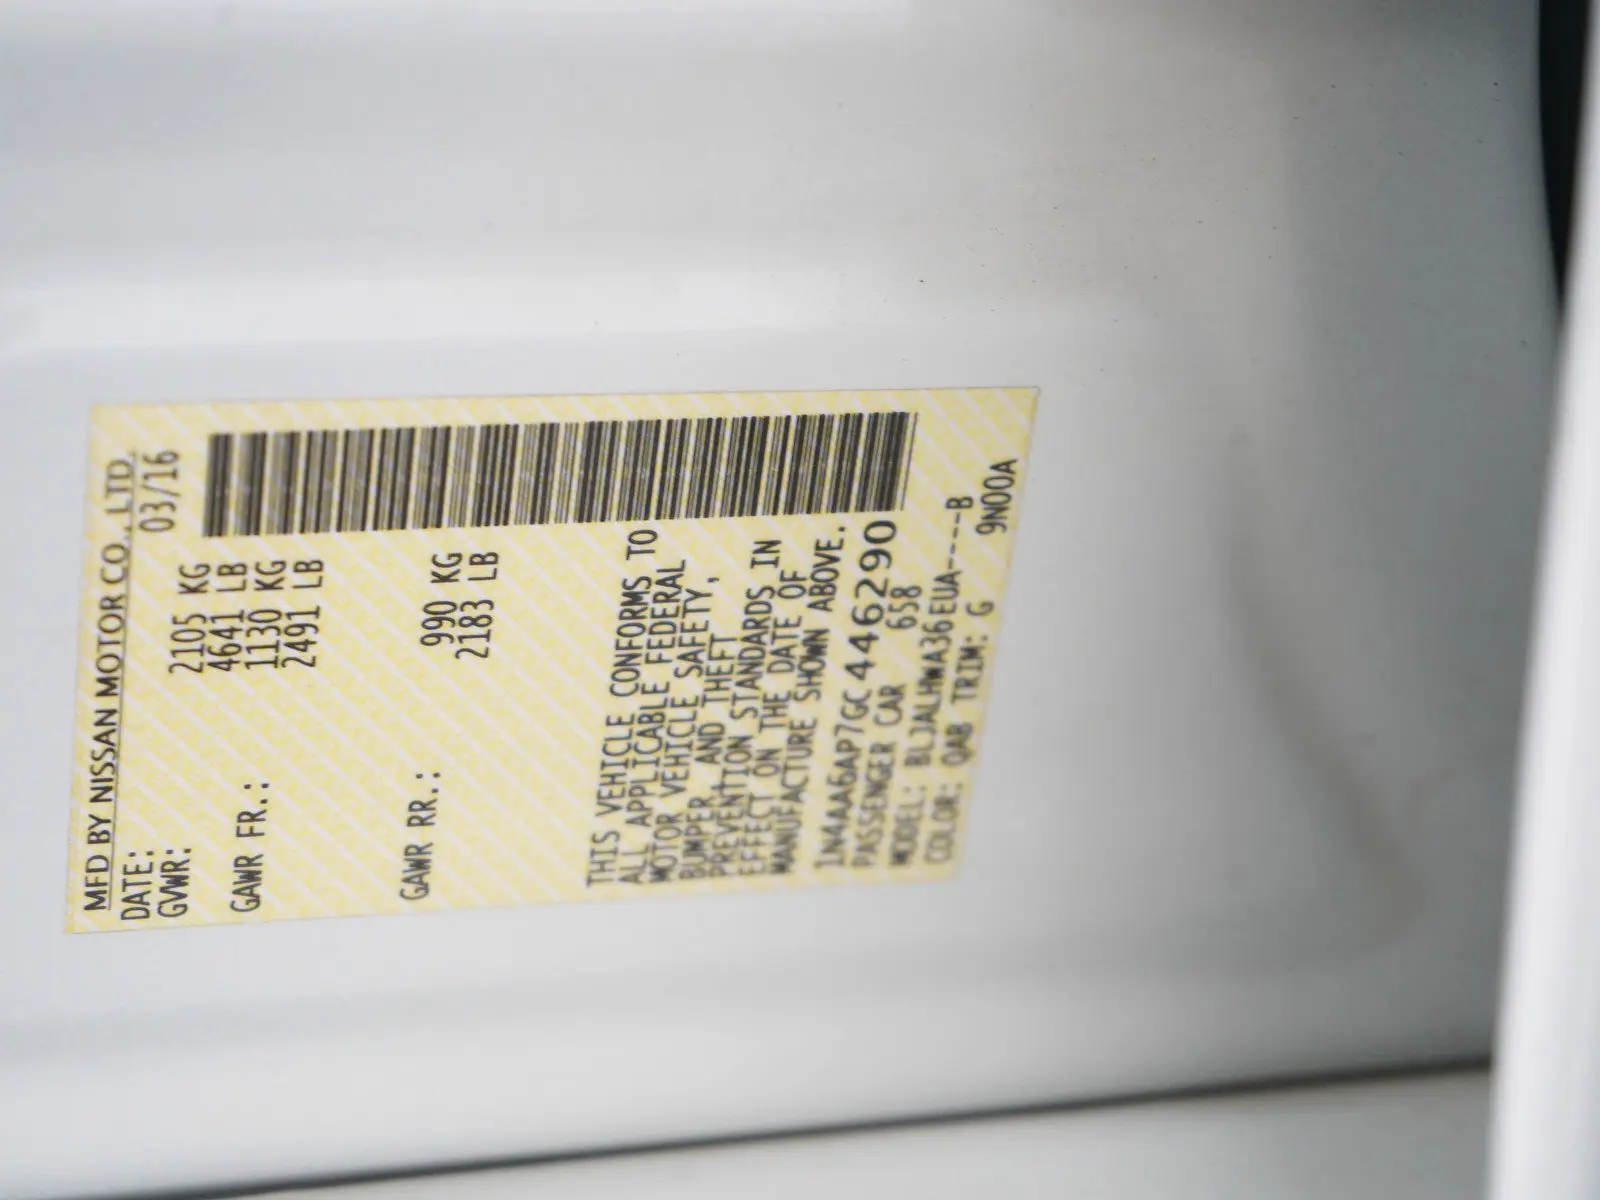 MFD BY NISSAN MOTOR CO., LTD.
DATE: 03/16
GVWR: 2105 KG
4641 LB
GAWR FR.: 1130 KG
2491 LB
GAWR RR.: 990 KG
2183 LB
THIS VEHICLE CONFORMS TO
ALL APPLICABLE FEDERAL
MOTOR VEHICLE SAFETY,
BUMPER, AND THEFT
PREVENTION STANDARDS IN
EFFECT ON THE DATE OF
MANUFACTURE SHOWN ABOVE.
1N4AA6AP7GC446290
PASSENGER CAR 658
MODEL: BLJALHWA36EUA----B
COLOR: QAB TRIM: G 9N00A